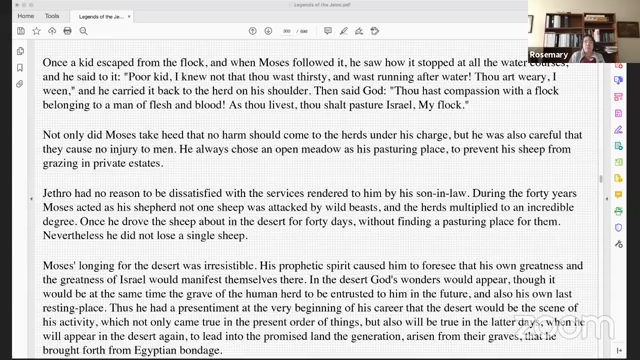 Legends of the Jews.pdf
Home
Tools
Legends of the Je...
Rosemary
Once a kid escaped from the flock, and when Moses followed it, he saw how it stopped at all the water courses,
and he said to it: "Poor kid, I knew not that thou wast thirsty, and wast running after water! Thou art weary, I
ween," and he carried it back to the herd on his shoulder. Then said God: "Thou hast compassion with a flock
belonging to a man of flesh and blood! As thou livest, thou shalt pasture Israel, My flock."
Not only did Moses take heed that no harm should come to the herds under his charge, but he was also careful that
they cause no injury to men. He always chose an open meadow as his pasturing place, to prevent his sheep from
grazing in private estates.
Jethro had no reason to be dissatisfied with the services rendered to him by his son-in-law. During the forty years
Moses acted as his shepherd not one sheep was attacked by wild beasts, and the herds multiplied to an incredible
degree. Once he drove the sheep about in the desert for forty days, without finding a pasturing place for them.
Nevertheless he did not lose a single sheep.
Moses' longing for the desert was irresistible. His prophetic spirit caused him to foresee that his own greatness and
the greatness of Israel would manifest themselves there. In the desert God's wonders would appear, though it
would be at the same time the grave of the human herd to be entrusted to him in the future, and also his own last
resting-place. Thus he had a presentiment at the very beginning of his career that the desert would be the scene of
his activity, which not only came true in the present order of things, but also will be true in the latter days, when he
will appear in the desert again, to lead into the promised land the generation, arisen from their graves, that he
brought forth from Egyptian bondage.
zoom